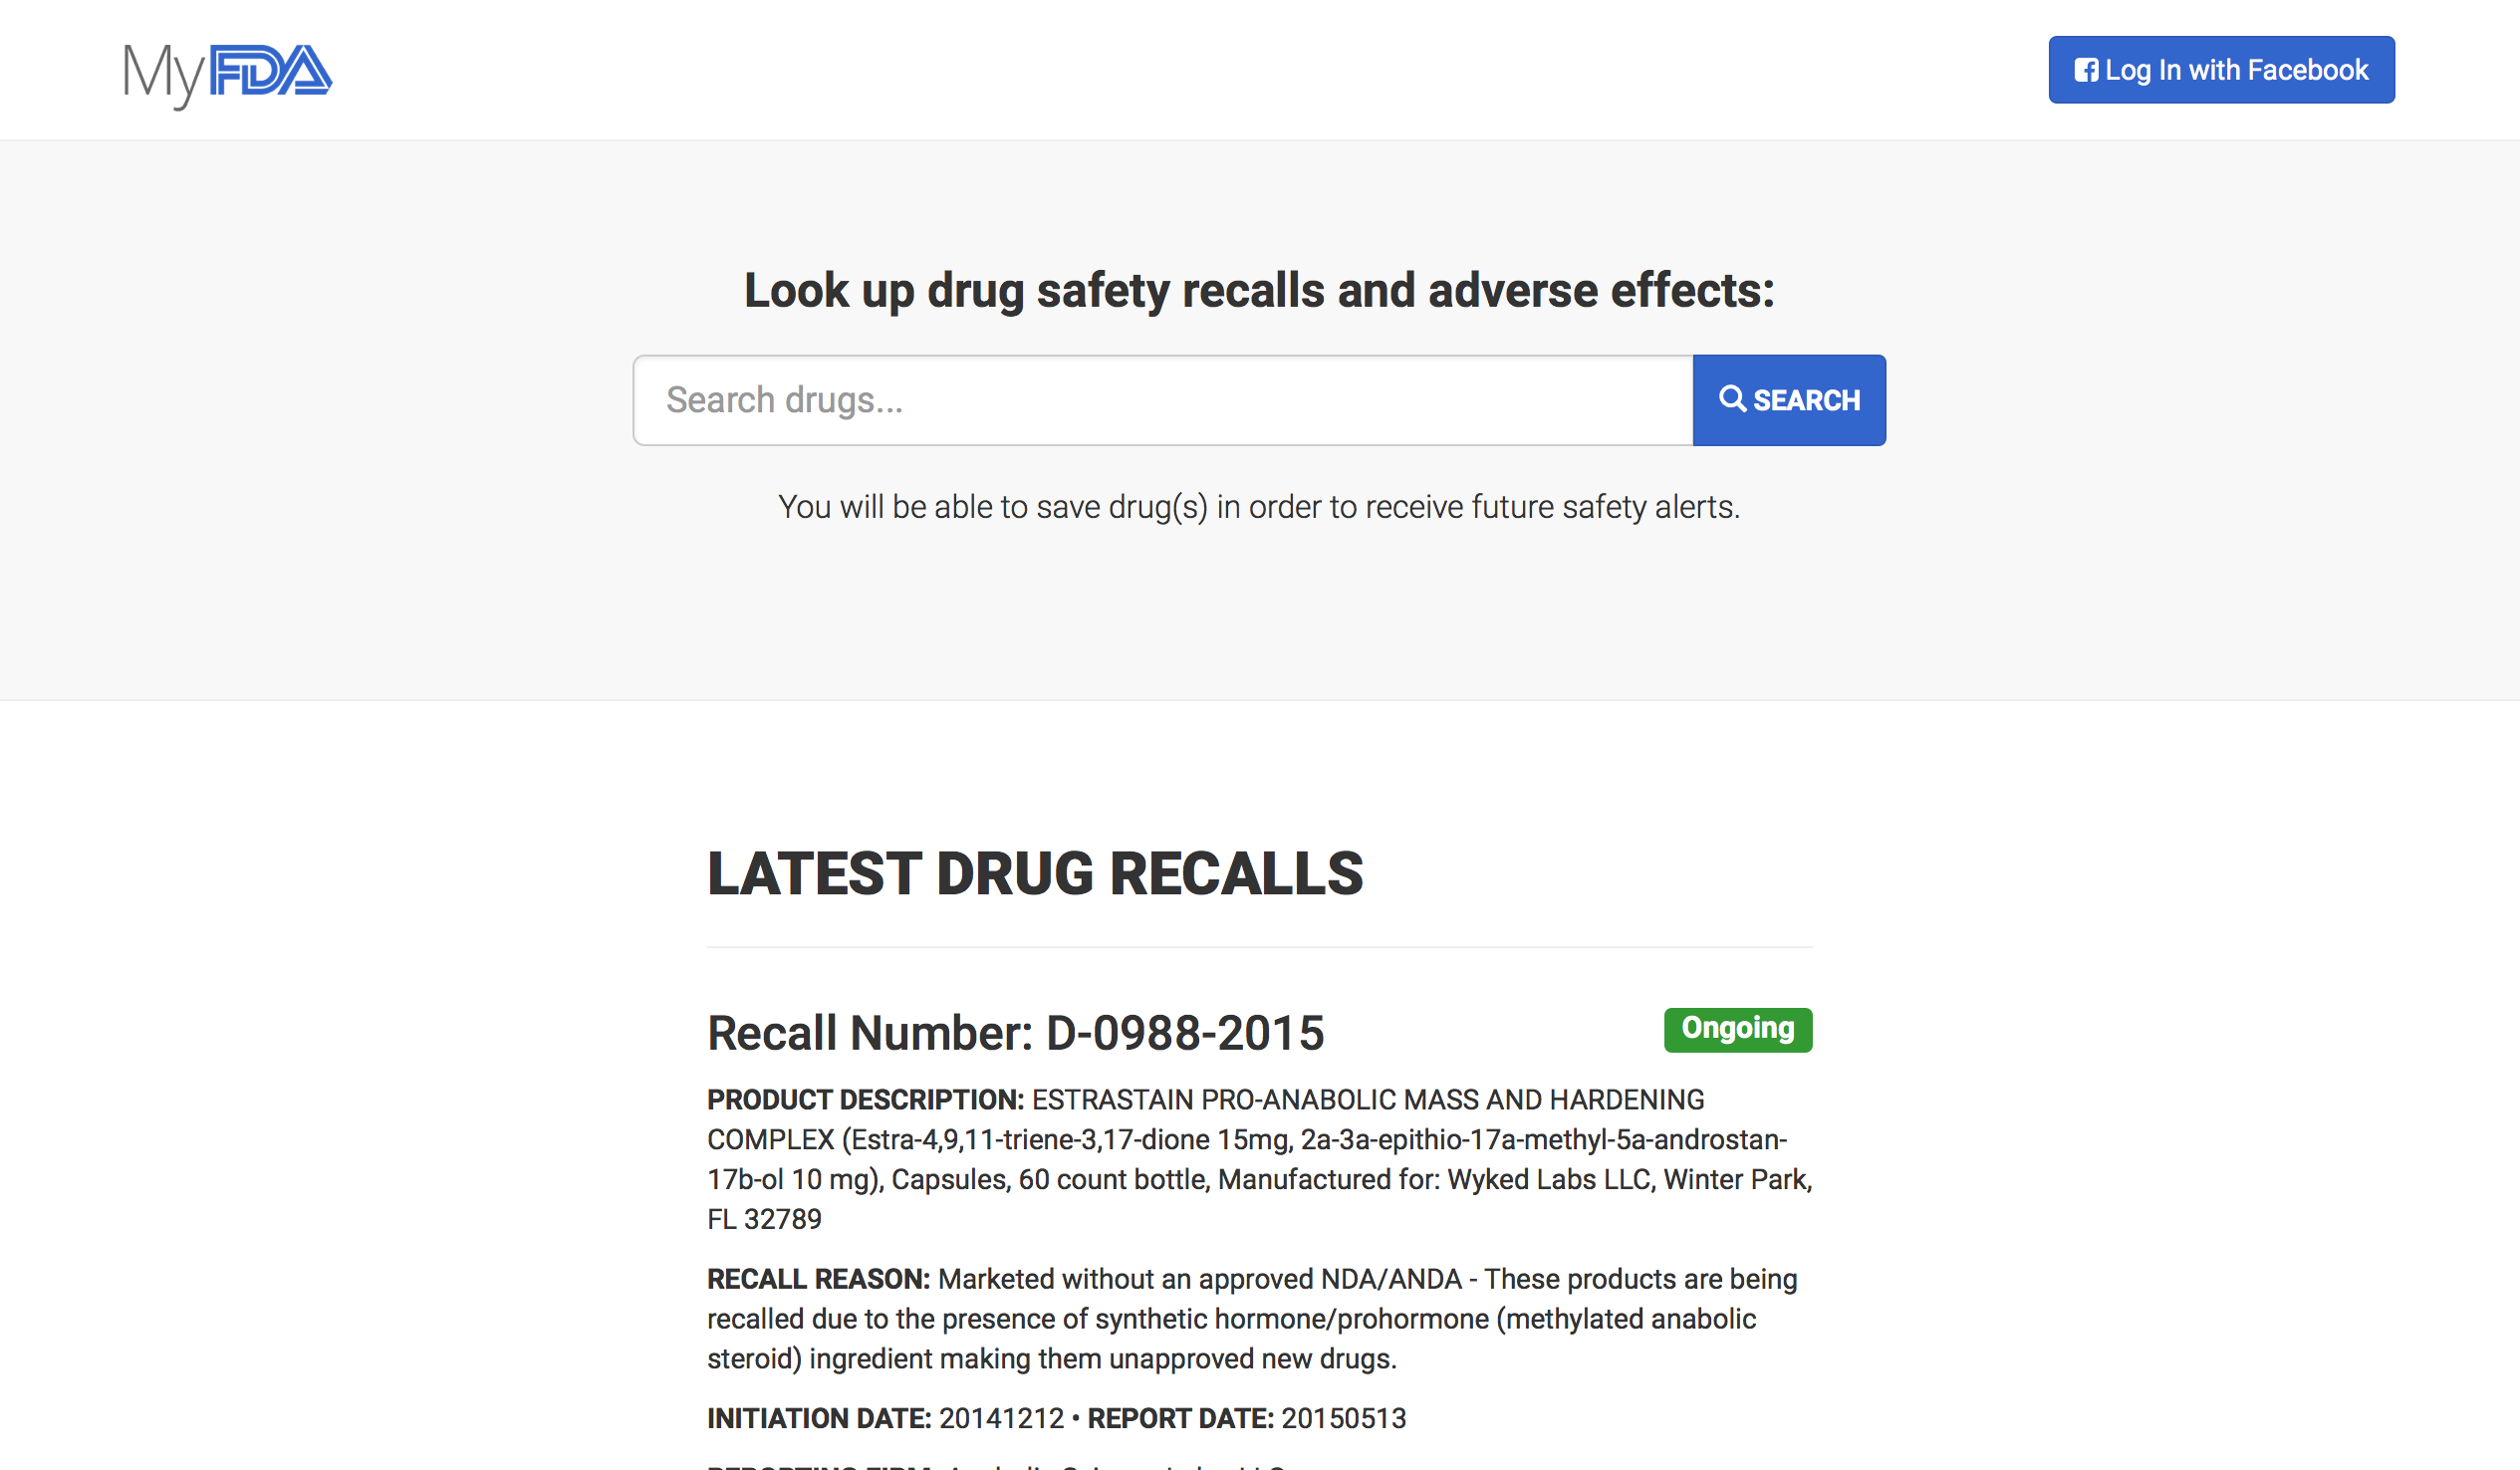 MyFDA
Log In with Facebook
Look up drug safety recalls and adverse effects:
Search drugs...
SEARCH
You will be able to save drug(s) in order to receive future safety alerts.
LATEST DRUG RECALLS
Recall Number: D-0988-2015
Ongoing
PRODUCT DESCRIPTION: ESTRASTAIN PRO-ANABOLIC MASS AND HARDENING
COMPLEX (Estra-4,9,11-triene-3,17-dione 15mg, 2a-3a-epithio-17a-methyl-5a-androstan-
17b-ol 10 mg), Capsules, 60 count bottle, Manufactured for: Wyked Labs LLC, Winter Park,
FL 32789
RECALL REASON: Marketed without an approved NDA/ANDA - These products are being
recalled due to the presence of synthetic hormone/prohormone (methylated anabolic
steroid) ingredient making them unapproved new drugs.
INITIATION DATE: 20141212 • REPORT DATE: 20150513